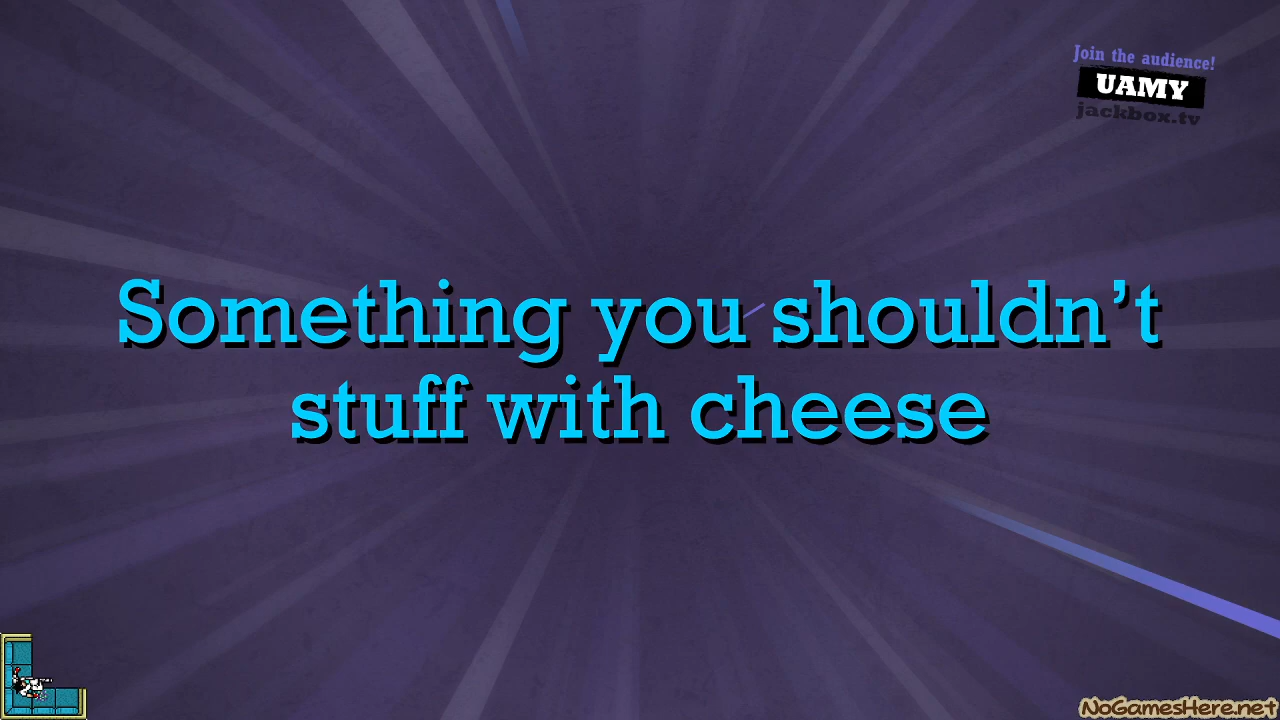 Join the audience!
UAMY
jackbox.tv
Something you shouldn’t
stuff with cheese
NoGamesHere.net